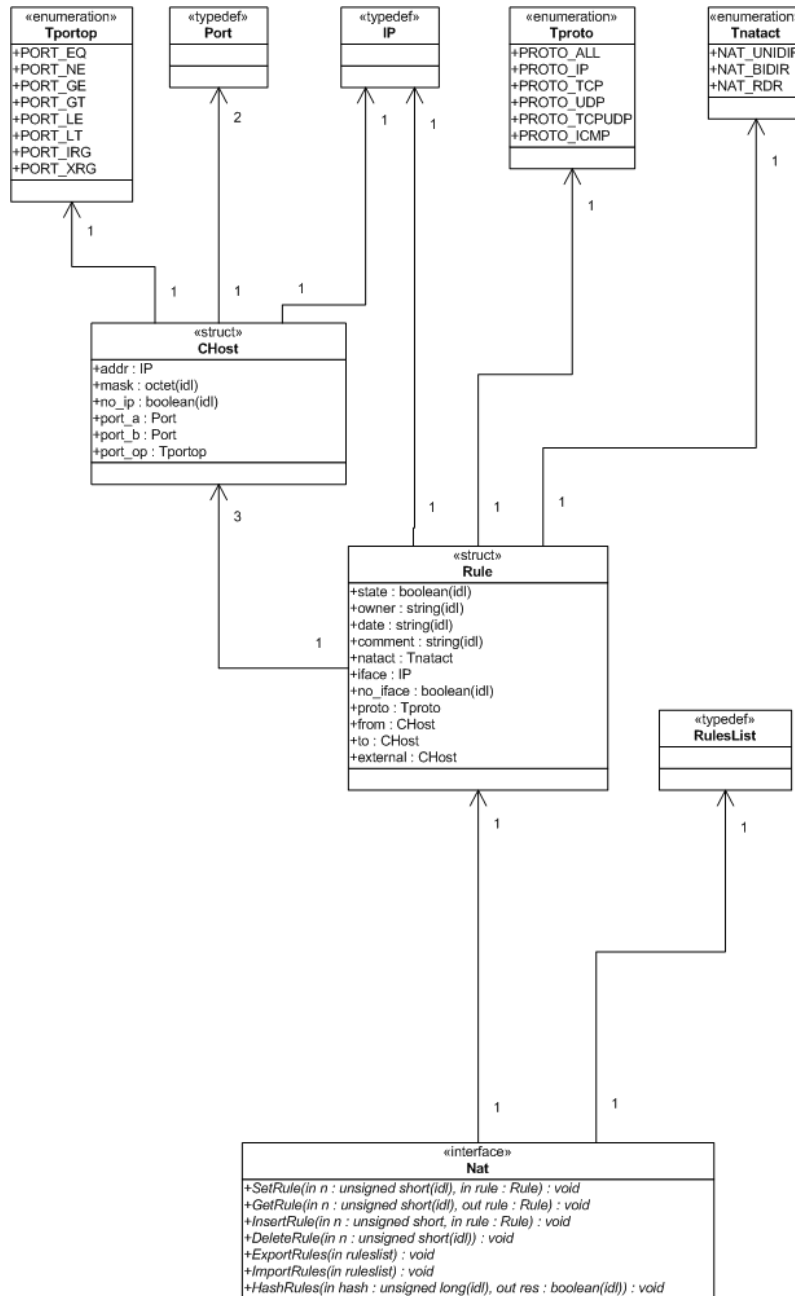 «enumeration»
Tportop
+PORT_EQ
+PORT_NE
+PORT_GE
+PORT_GT
+PORT_LE
+PORT_LT
+PORT_IRG
+PORT_XRG
«typedef»
Port
«typedef»
IP
«enumeration»
Tproto
+PROTO_ALL
+PROTO_IP
+PROTO_TCP
+PROTO_UDP
+PROTO_TCPUDP
+PROTO_ICMP
«enumeration»
Tnatact
+NAT_UNIDIR
+NAT_BIDIR
+NAT_RDR
1
2
1
1
1
1
1
1
1
«struct»
CHost
+addr : IP
+mask : octet(idl)
+no_ip : boolean(idl)
+port_a : Port
+port_b : Port
+port_op : Tportop
3
1
1
1
1
«struct»
Rule
+state : boolean(idl)
+owner : string(idl)
+date : string(idl)
+comment : string(idl)
+natact : Tnatact
+iface : IP
+no_iface : boolean(idl)
+proto : Tproto
+from : CHost
+to : CHost
+external : CHost
1
«typedef»
RulesList
1
1
1
«interface»
Nat
+SetRule(in n : unsigned short(idl), in rule : Rule) : void
+GetRule(in n : unsigned short(idl), out rule : Rule) : void
+InsertRule(in n : unsigned short, in rule : Rule) : void
+DeleteRule(in n : unsigned short(idl)) : void
+ExportRules(in ruleslist) : void
+ImportRules(in ruleslist) : void
+HashRules(in hash : unsigned long(idl), out res : boolean(idl)) : void